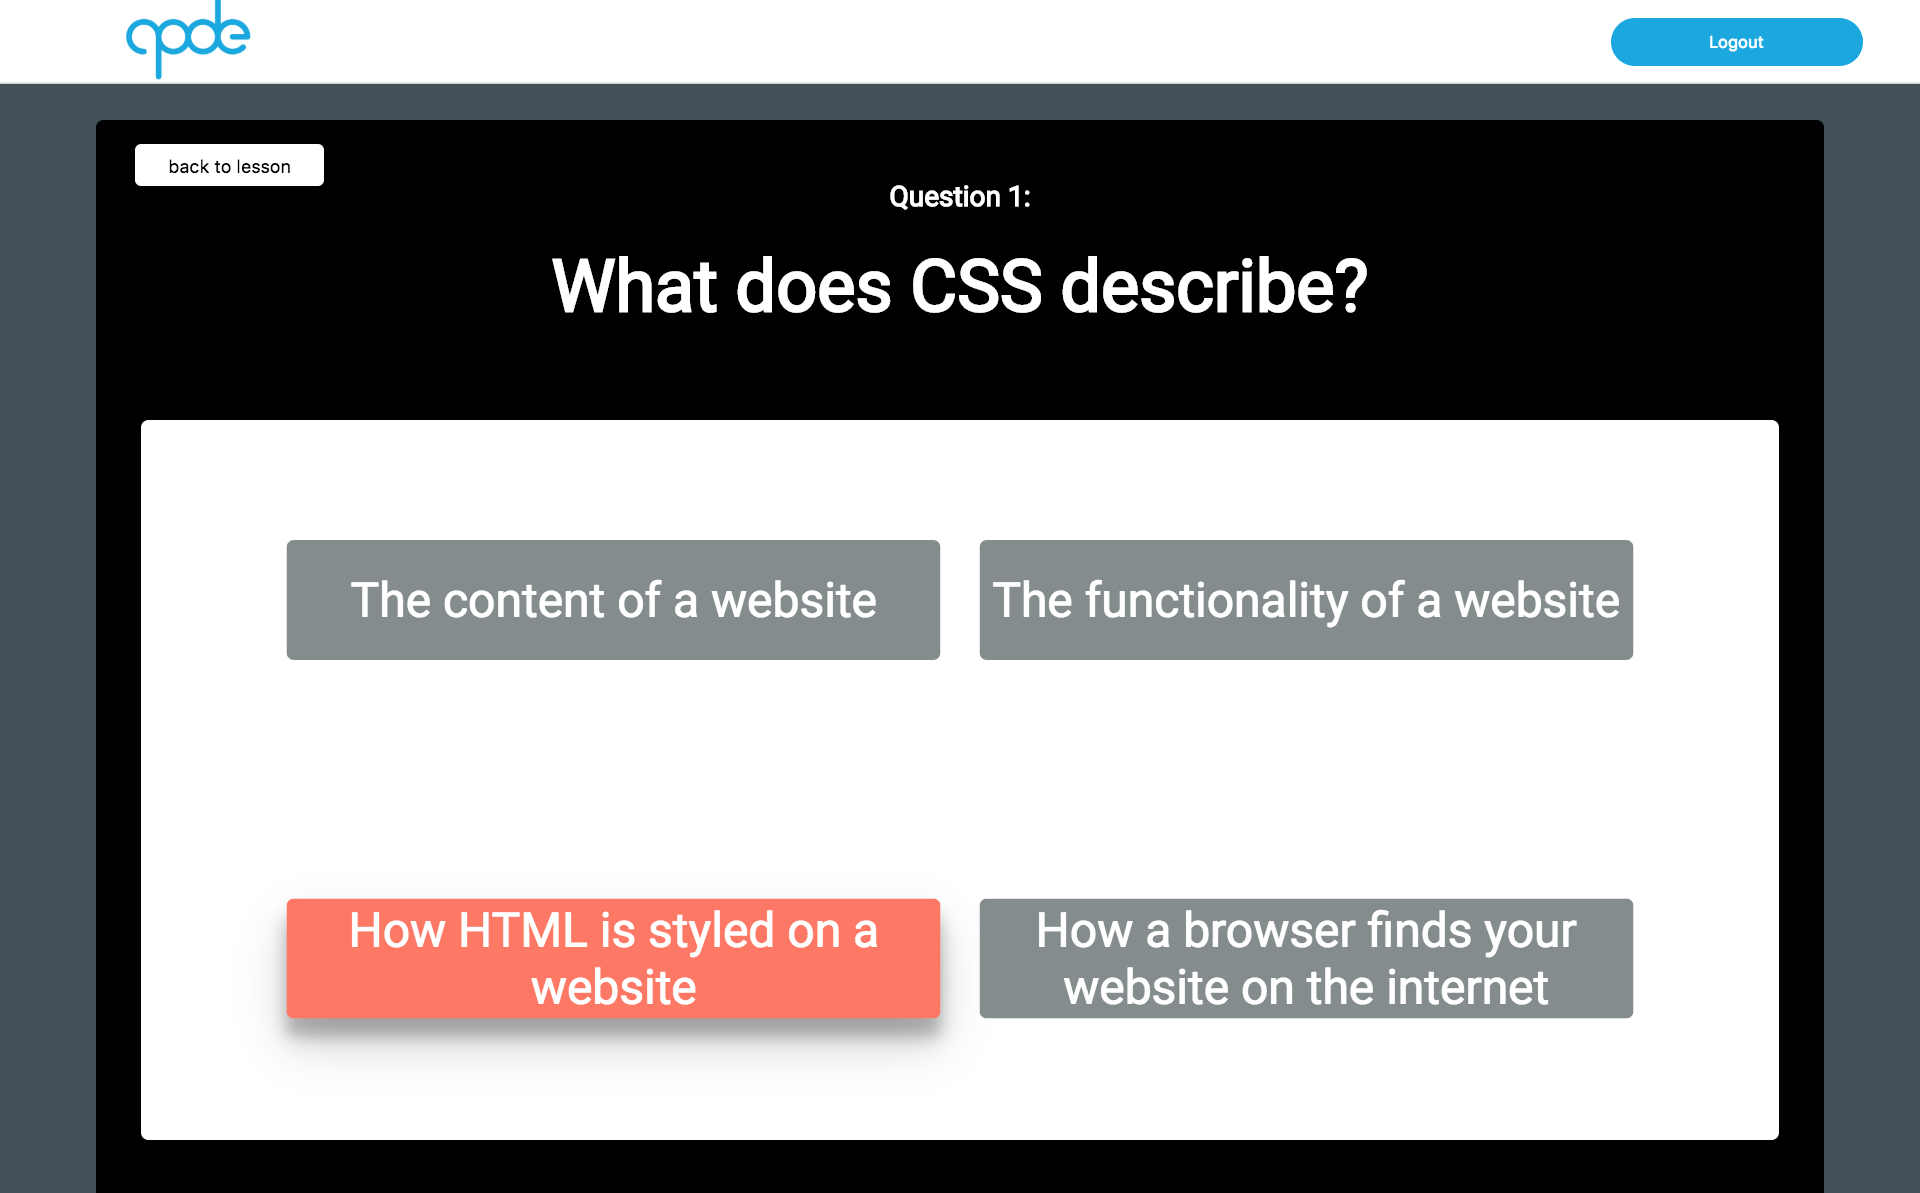 qode
Logout
back to lesson
Question 1:
What does CSS describe?
The content of a website
The functionality of a website
How HTML is styled on a
website
How a browser finds your
website on the internet